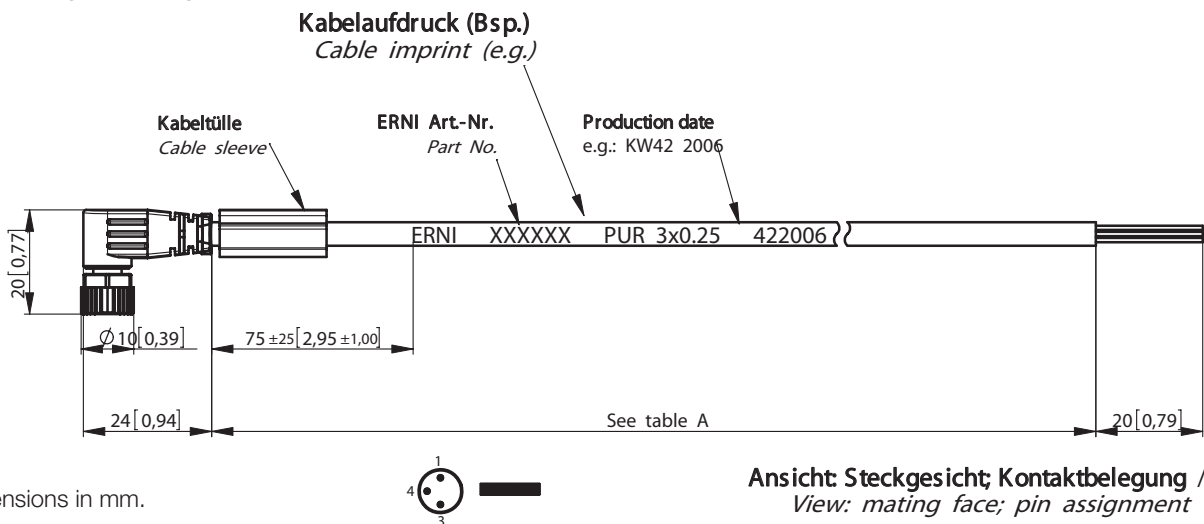 Kabelaufdruck (Bsp.)
Cable imprint (e.g.)
Kabeltülle
Cable sleeve
ERNI Art.-Nr.
Part No.
Production date
e.g.: KW42 2006
ERNI XXXXXX PUR 3x0.25 422006
20[0,77]
∅10[0,39]
75 ±25[2,95 ±1,00]
24[0,94]
See table A
20[0,79]
1
4
3
ensions in mm.
Ansicht: Steckgesicht; Kontaktbelegung /
View: mating face; pin assignment